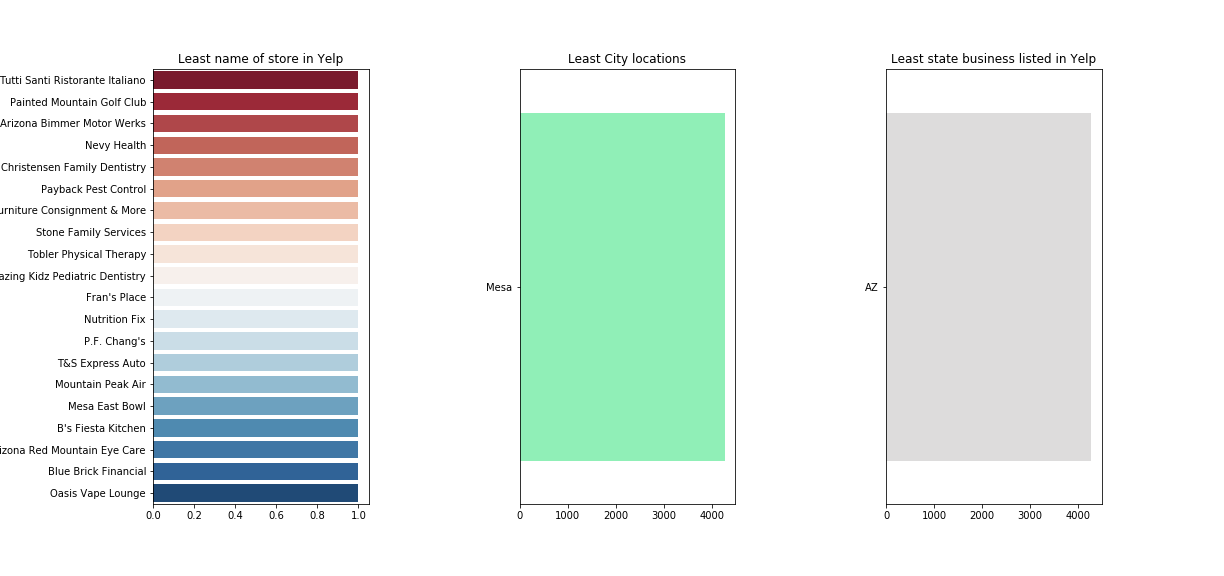 Least name of store in Yelp
Tutti Santi Ristorante Italiano
Painted Mountain Golf Club
Arizona Bimmer Motor Werks
Nevy Health
Christensen Family Dentistry
Payback Pest Control
Consignment & More
Stone Family Services
Tobler Physical Therapy
Kidz Pediatric Dentistry
Fran's Place
Nutrition Fix
P.F. Chang's
T&S Express Auto
Mountain Peak Air
Mesa East Bowl
B's Fiesta Kitchen
Red Mountain Eye Care
Blue Brick Financial
Oasis Vape Lounge
0.0 0.2 0.4 0.6 0.8 1.0
Least City locations
Mesa
0 1000 2000 3000 4000
Least state business listed in Yelp
AZ
0 1000 2000 3000 4000